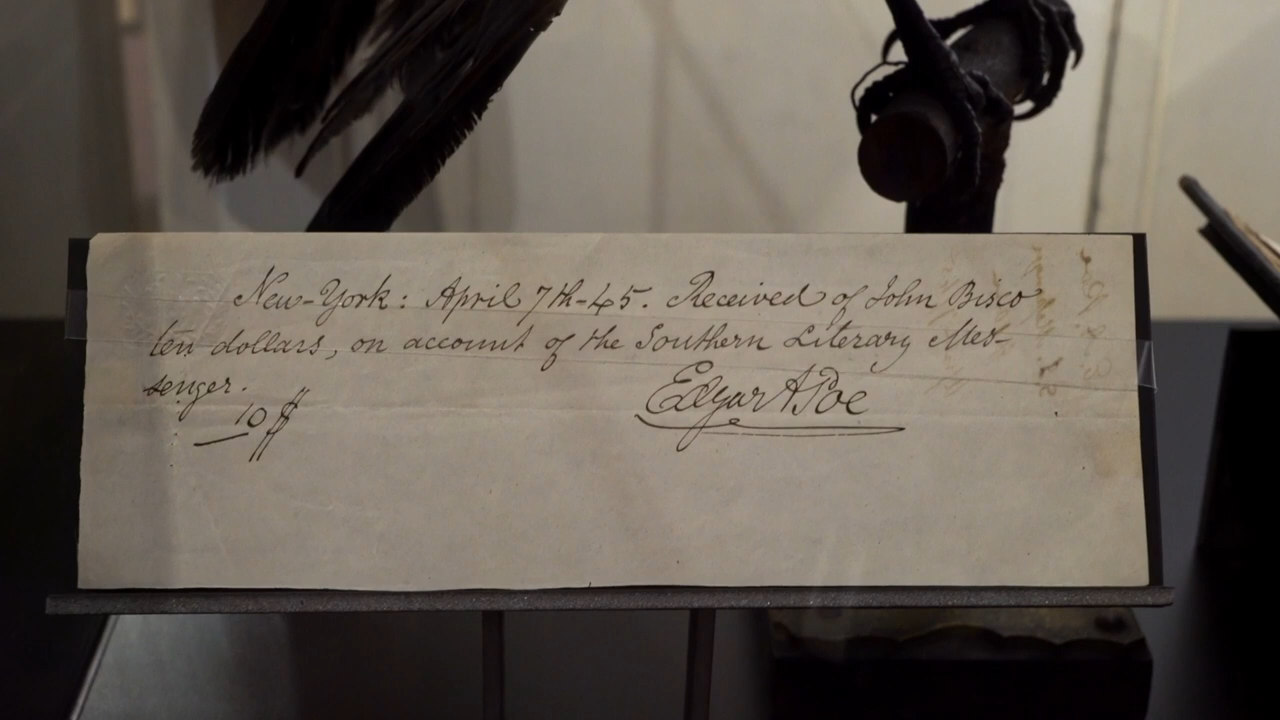 New-York: April 7th-45. Received of John Bisco
ten dollars, on account of the Southern Literary Mes-
senger.
Edgar A Poe
10 $